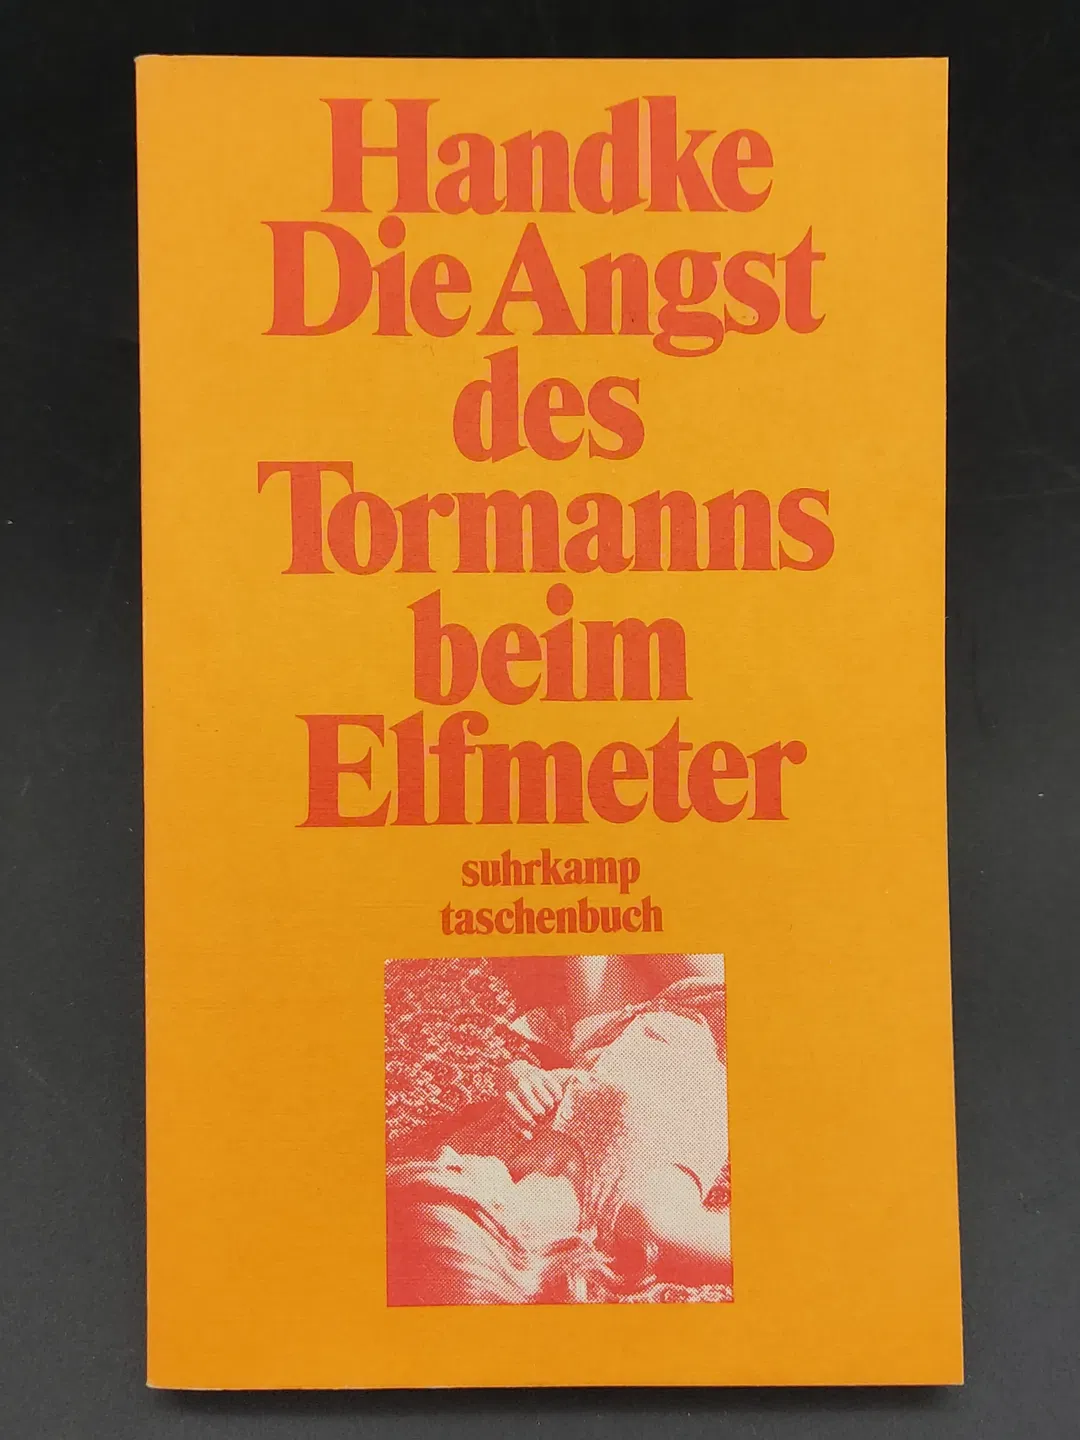 Handke
Die Angst
des
Tormanns
beim
Elfmeter
suhrkamp
taschenbuch